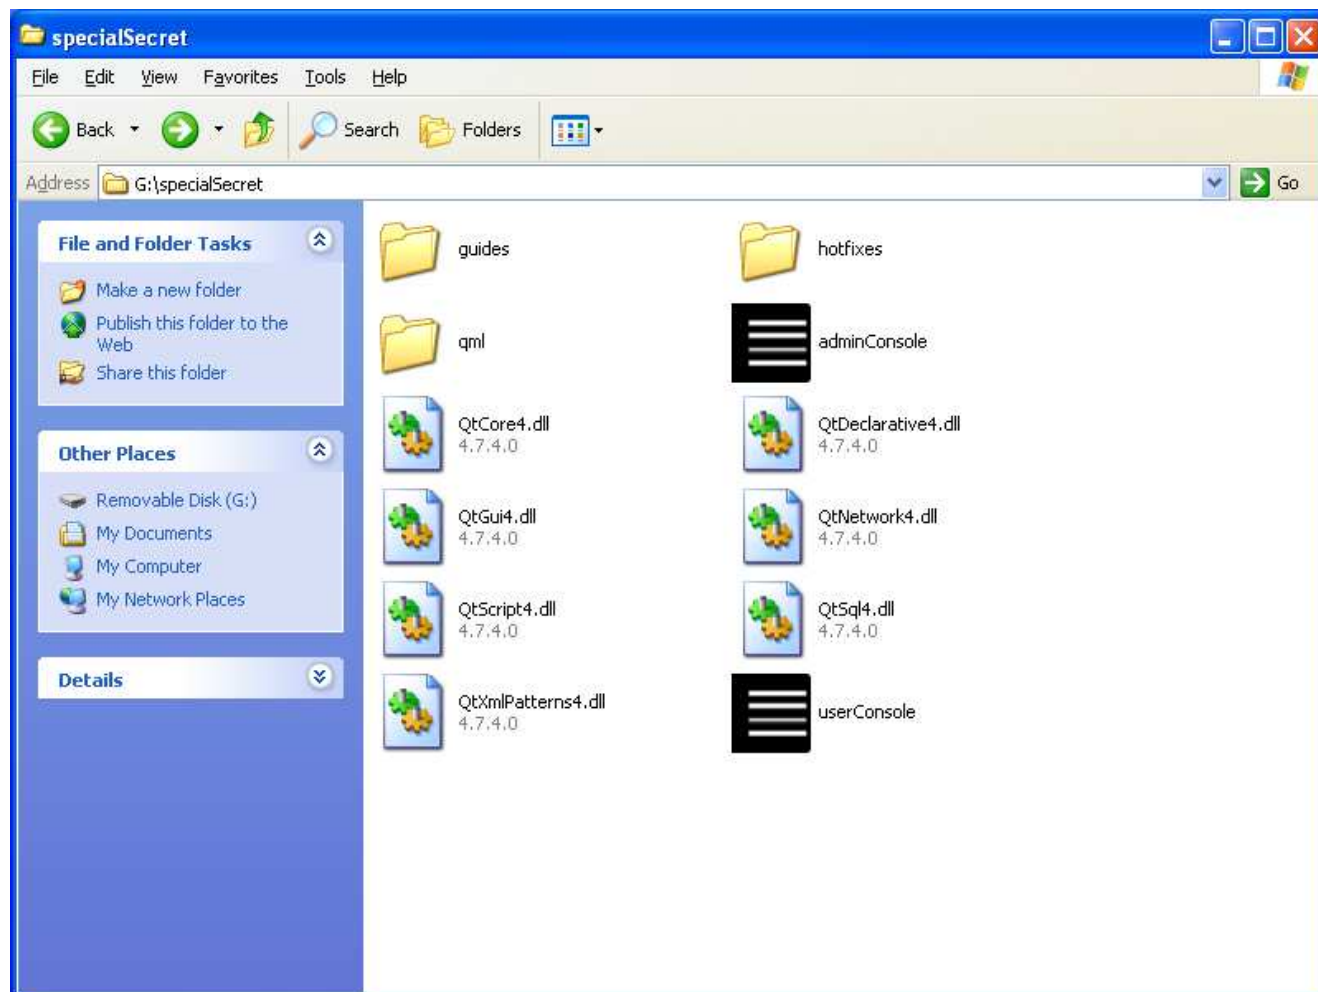 specialSecret
File Edit View Favorites Tools Help
Back Search Folders
Address G:\specialSecret Go
File and Folder Tasks
Make a new folder
Publish this folder to the
Web
Share this folder
Other Places
Removable Disk (G:)
My Documents
My Computer
My Network Places
Details
guides
hotfixes
qml
adminConsole
QtCore4.dll
4.7.4.0
QtDeclarative4.dll
4.7.4.0
QtGui4.dll
4.7.4.0
QtNetwork4.dll
4.7.4.0
QtScript4.dll
4.7.4.0
QtSql4.dll
4.7.4.0
QtXmlPatterns4.dll
4.7.4.0
userConsole